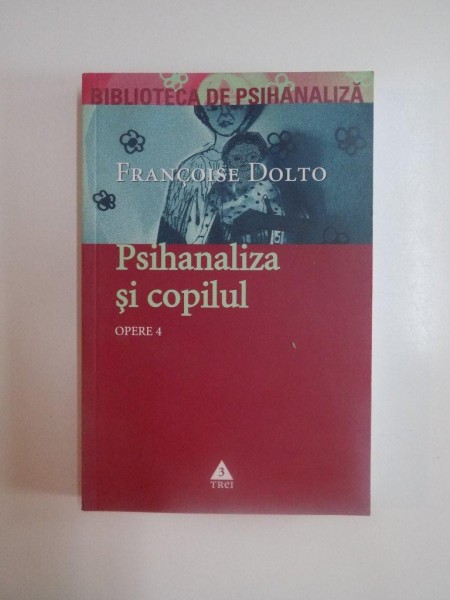 BIBLIOTECA DE PSIHANALIZĂ
FRANÇOISE DOLTO
Psihanaliza
şi copilul
OPERE 4
3
TREI